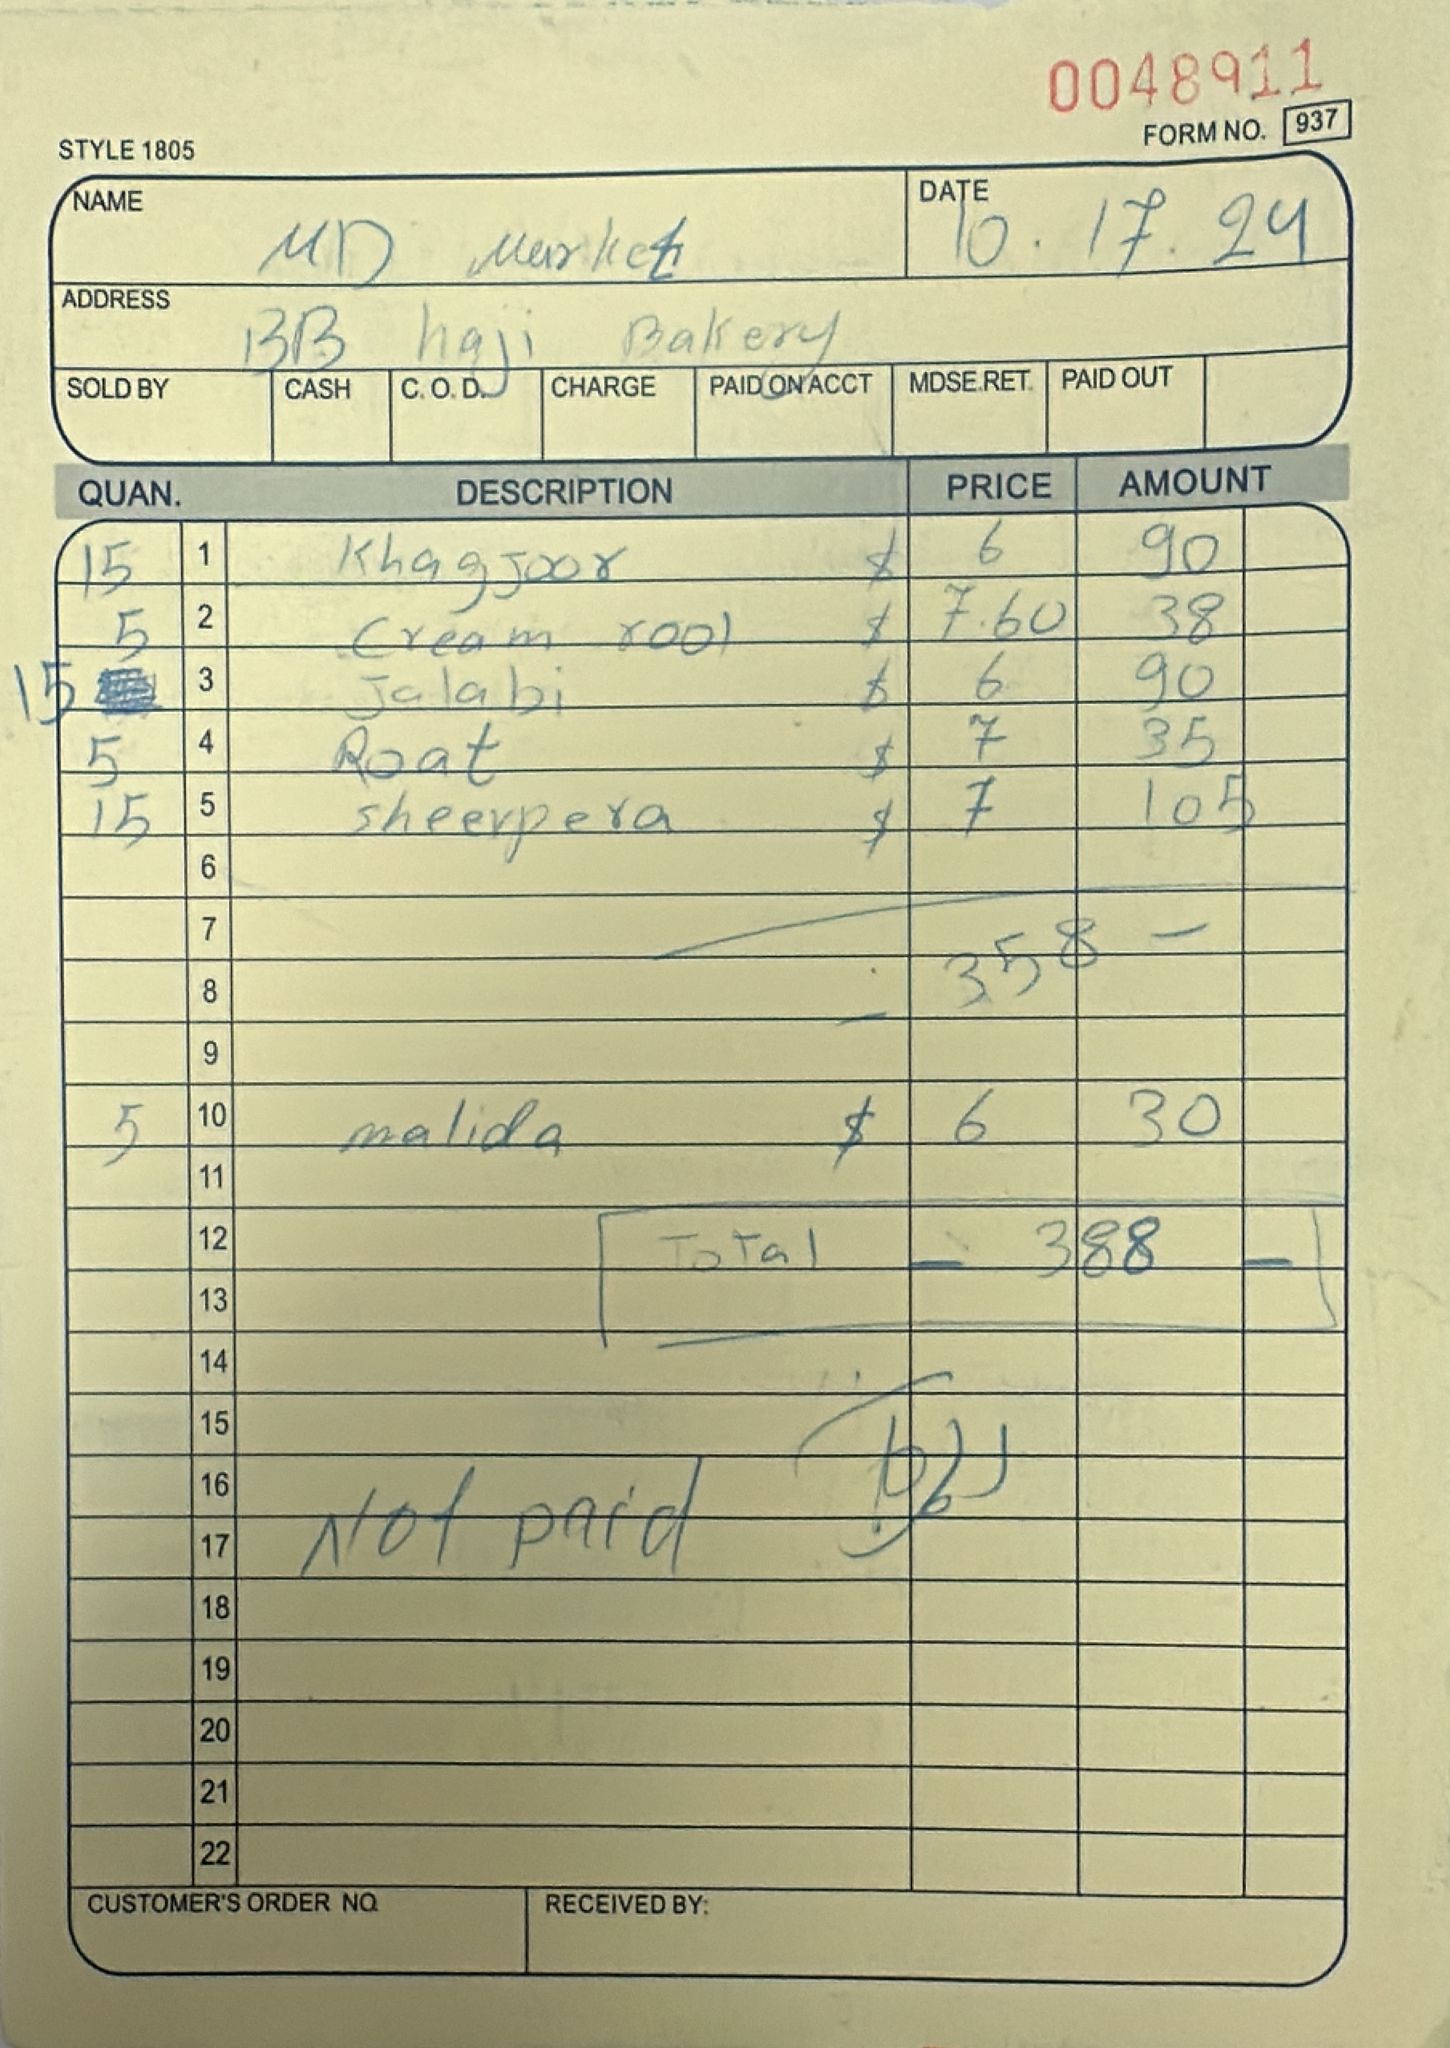 0048911
FORM NO. 937
STYLE 1805
NAME MD Market DATE 10.17.24
ADDRESS BB haji Bakery
SOLD BY CASH C. O. D. CHARGE PAID ON ACCT MDSE. RET. PAID OUT
QUAN. DESCRIPTION PRICE AMOUNT
15 1 Khagjoor $ 6 90
5 2 Cream rool $ 7.60 38
15 3 Jalabi $ 6 90
5 4 Roat $ 7 35
15 5 sheerpera $ 7 105
6
7
8 358 -
9
5 10 malida $ 6 30
11
12 ToTal - 388 -
13
14
15
16
17 Not paid
18
19
20
21
22
CUSTOMER'S ORDER NO. RECEIVED BY: